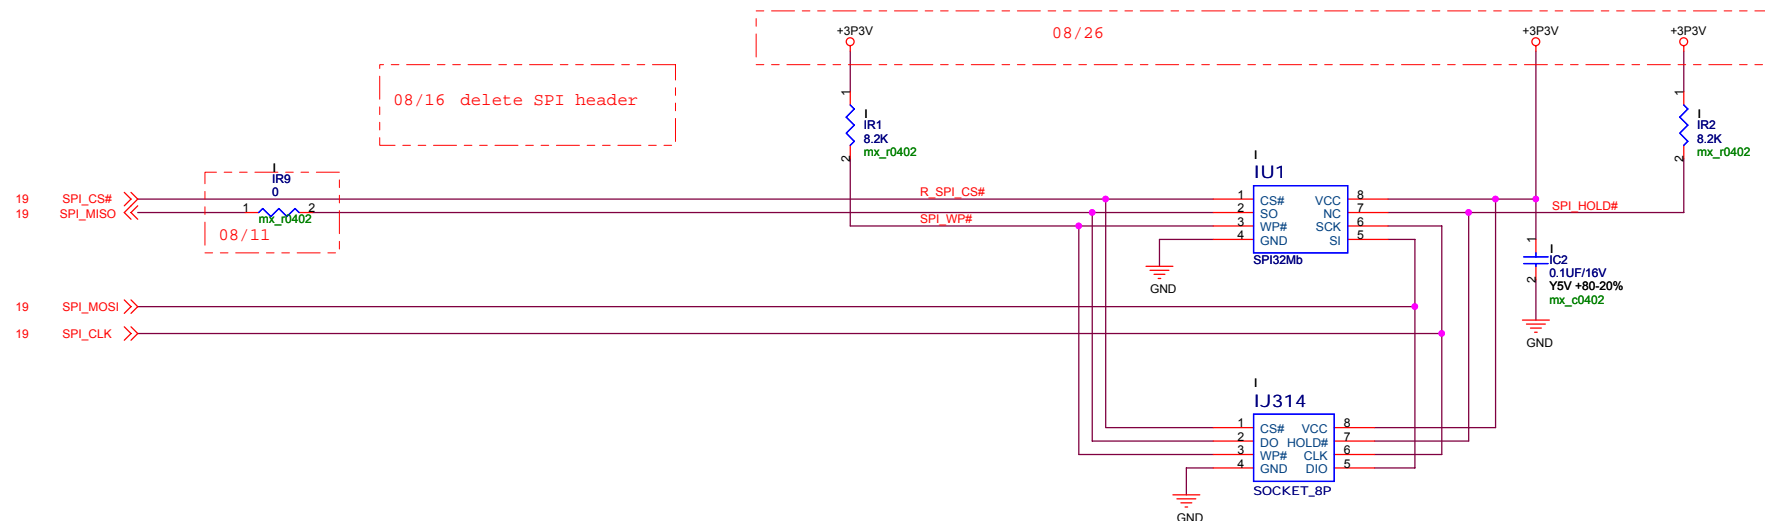 +3P3V
08/26
+3P3V
+3P3V
08/16 delete SPI header
1
I
IR1
8.2K
mx_r0402
2
1
I
IR2
8.2K
mx_r0402
2
I
IR9
0
1
2
mx_r0402
08/11
19 SPI_CS#
19 SPI_MISO
R_SPI_CS#
SPI_WP#
I
IU1
1 CS# VCC 8
2 SO NC 7
3 WP# SCK 6
4 GND SI 5
SPI32Mb
SPI_HOLD#
GND
1
I
IC2
0.1UF/16V
Y5V +80-20%
mx_c0402
2
GND
19 SPI_MOSI
19 SPI_CLK
I
IJ314
1 CS# VCC 8
2 DO HOLD# 7
3 WP# CLK 6
4 GND DIO 5
SOCKET_8P
GND